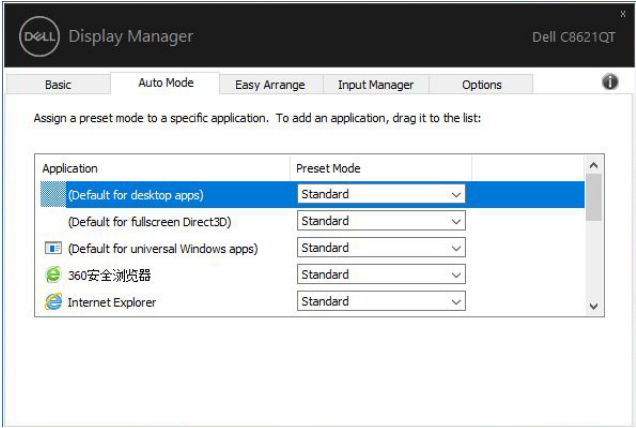 DELL Display Manager
x
Dell C8621QT
Basic Auto Mode Easy Arrange Input Manager Options
Assign a preset mode to a specific application. To add an application, drag it to the list:
Application Preset Mode
(Default for desktop apps) Standard
(Default for fullscreen Direct3D) Standard
(Default for universal Windows apps) Standard
360安全浏览器 Standard
Internet Explorer Standard